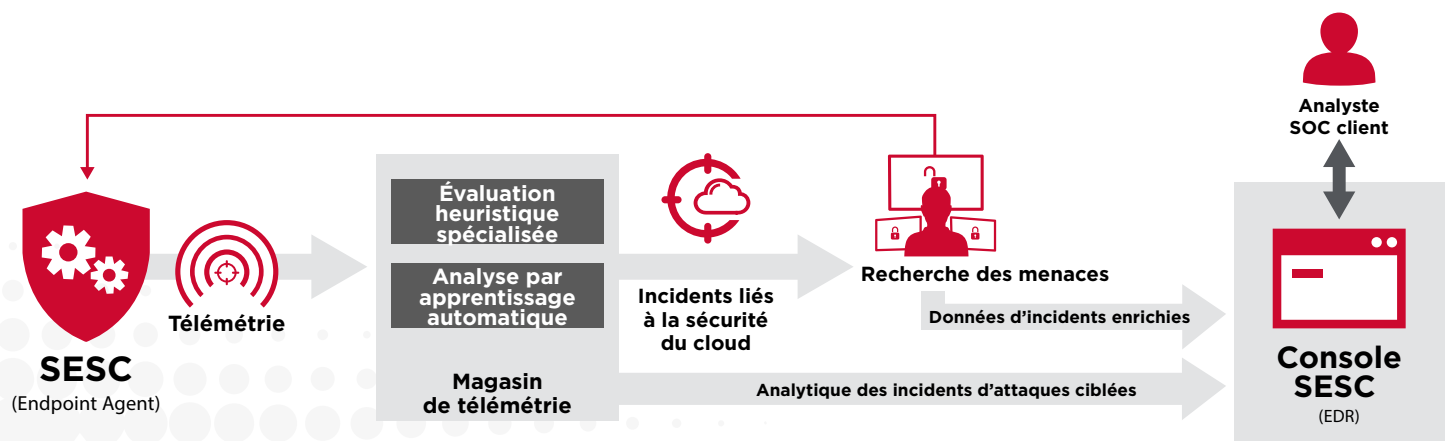 SESC
(Endpoint Agent)
Télémétrie
Évaluation
heuristique
spécialisée
Analyse par
apprentissage
automatique
Magasin
de télémétrie
Incidents liés
à la sécurité
du cloud
Recherche des menaces
Données d’incidents enrichies
Analytique des incidents d’attaques ciblées
Analyste
SOC client
Console
SESC
(EDR)